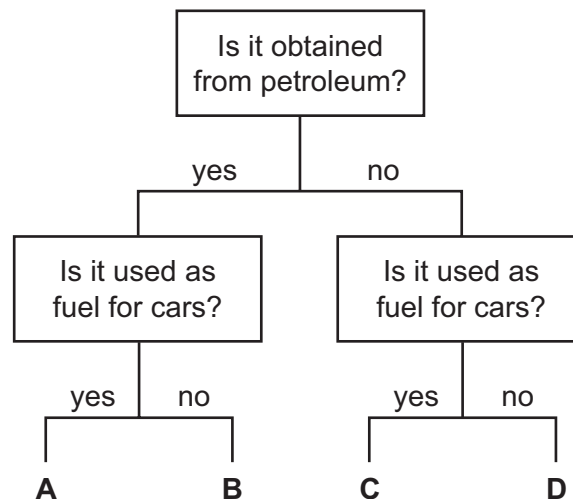 Is it obtained
from petroleum?
yes
no
Is it used as
fuel for cars?
Is it used as
fuel for cars?
yes
no
yes
no
A
B
C
D